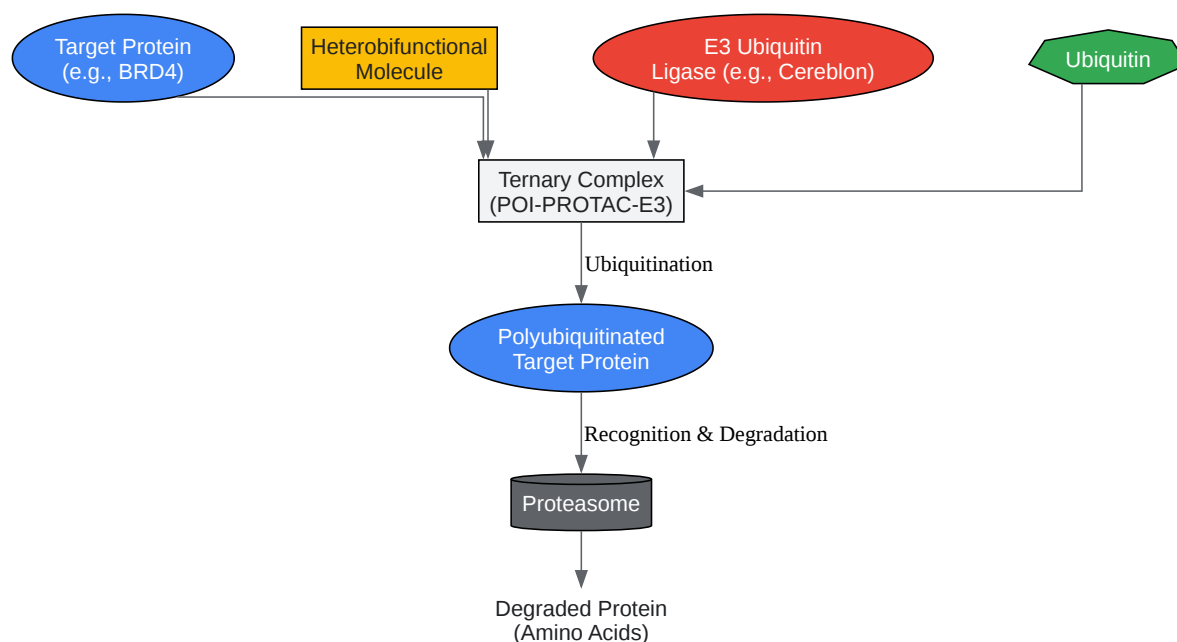 Target Protein
(e.g., BRD4)
Heterobifunctional
Molecule
E3 Ubiquitin
Ligase (e.g., Cereblon)
Ubiquitin
Ternary Complex
(POI-PROTAC-E3)
Ubiquitination
Polyubiquitinated
Target Protein
Recognition & Degradation
Proteasome
Degraded Protein
(Amino Acids)